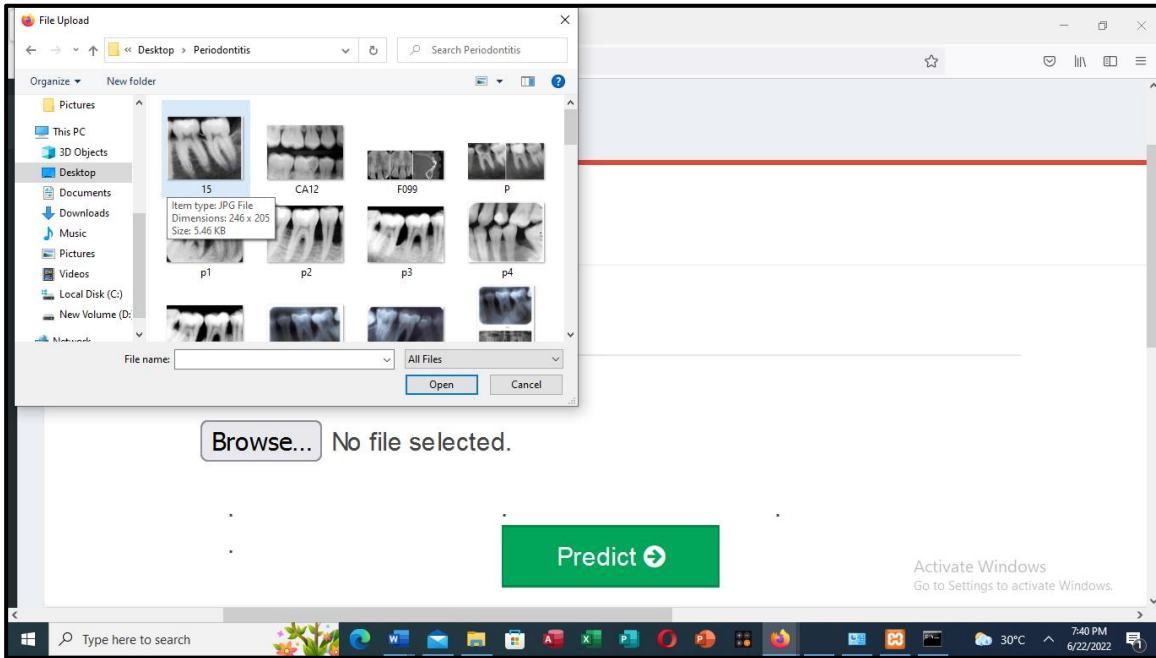 File Upload
« Desktop > Periodontitis
Search Periodontitis
Organize
New folder
Pictures
This PC
3D Objects
Desktop
Documents
Downloads
Music
Pictures
Videos
Local Disk (C:)
New Volume (D:
Network
15
CA12
F099
P
Item type: JPG File
Dimensions: 246 x 205
Size: 5.46 KB
p1
p2
p3
p4
File name:
All Files
Open
Cancel
Browse... No file selected.
Predict
Activate Windows
Go to Settings to activate Windows.
Type here to search
30°C
7:40 PM
6/22/2022